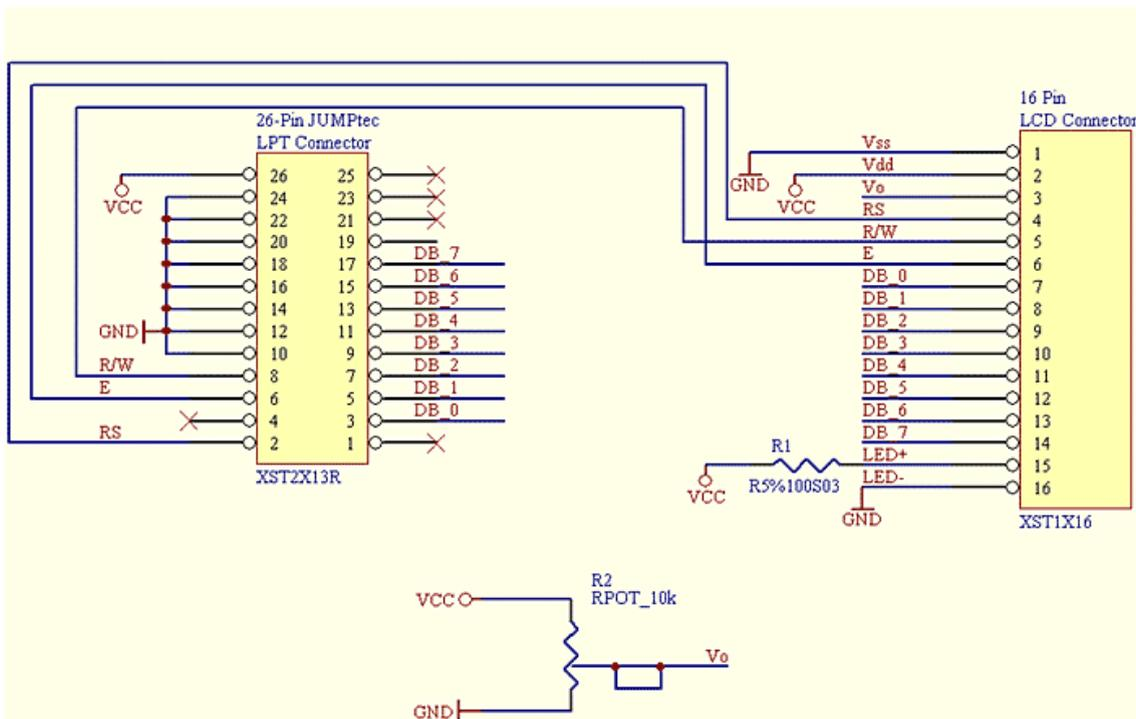 26-Pin JUMPtec
LPT Connector
VCC
26 25
24 23
22 21
20 19
18 17 DB_7
16 15 DB_6
14 13 DB_5
GND 12 11 DB_4
10 9 DB_3
R/W 8 7 DB_2
E 6 5 DB_1
4 3 DB_0
RS 2 1
XST2X13R
16 Pin
LCD Connector
Vss 1
GND
Vdd 2
VCC
Vo 3
RS 4
R/W 5
E 6
DB_0 7
DB_1 8
DB_2 9
DB_3 10
DB_4 11
DB_5 12
DB_6 13
DB_7 14
R1
LED+ 15
VCC
R5%100S03
LED- 16
GND
XST1X16
R2
RPOT_10k
VCC
Vo
GND